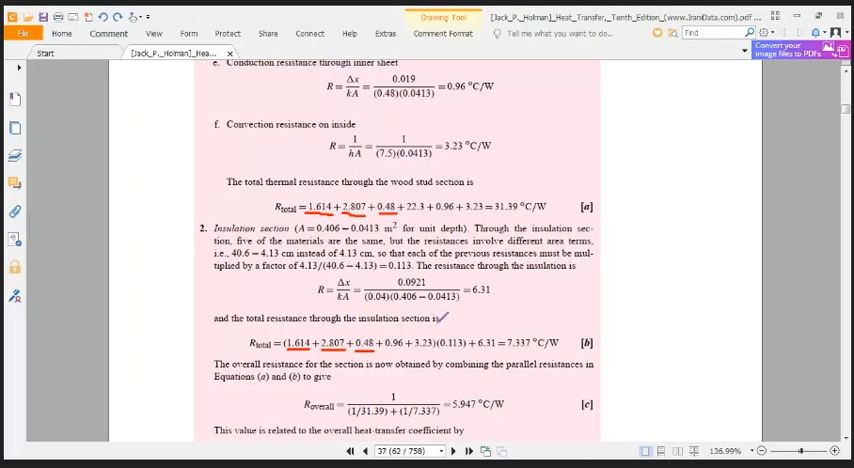 Drawing Tool
[Jack_P._Holman]_Heat_Transfer,_Tenth_Edition_(www.IranData.com).pdf ...
File Home Comment View Form Protect Share Connect Help Extras Comment Format Tell me what you want to do... Find
Start [Jack_P._Holman]_Hea...
Convert your image files to PDFs
e. Conduction resistance through inner sheet
R = Δx/kA = 0.019/(0.48)(0.0413) = 0.96 °C/W
f. Convection resistance on inside
R = 1/hA = 1/(7.5)(0.0413) = 3.23 °C/W
The total thermal resistance through the wood stud section is
Rtotal = 1.614 + 2.807 + 0.48 + 22.3 + 0.96 + 3.23 = 31.39 °C/W [a]
2. Insulation section (A = 0.406 − 0.0413 m² for unit depth). Through the insulation sec-
tion, five of the materials are the same, but the resistances involve different area terms,
i.e., 40.6 − 4.13 cm instead of 4.13 cm, so that each of the previous resistances must be mul-
tiplied by a factor of 4.13/(40.6 − 4.13) = 0.113. The resistance through the insulation is
R = Δx/kA = 0.0921/(0.04)(0.406 − 0.0413) = 6.31
and the total resistance through the insulation section is
Rtotal = (1.614 + 2.807 + 0.48 + 0.96 + 3.23)(0.113) + 6.31 = 7.337 °C/W [b]
The overall resistance for the section is now obtained by combining the parallel resistances in
Equations (a) and (b) to give
Roverall = 1/(1/31.39) + (1/7.337) = 5.947 °C/W [c]
This value is related to the overall heat-transfer coefficient by
37 (62 / 758) 136.99%